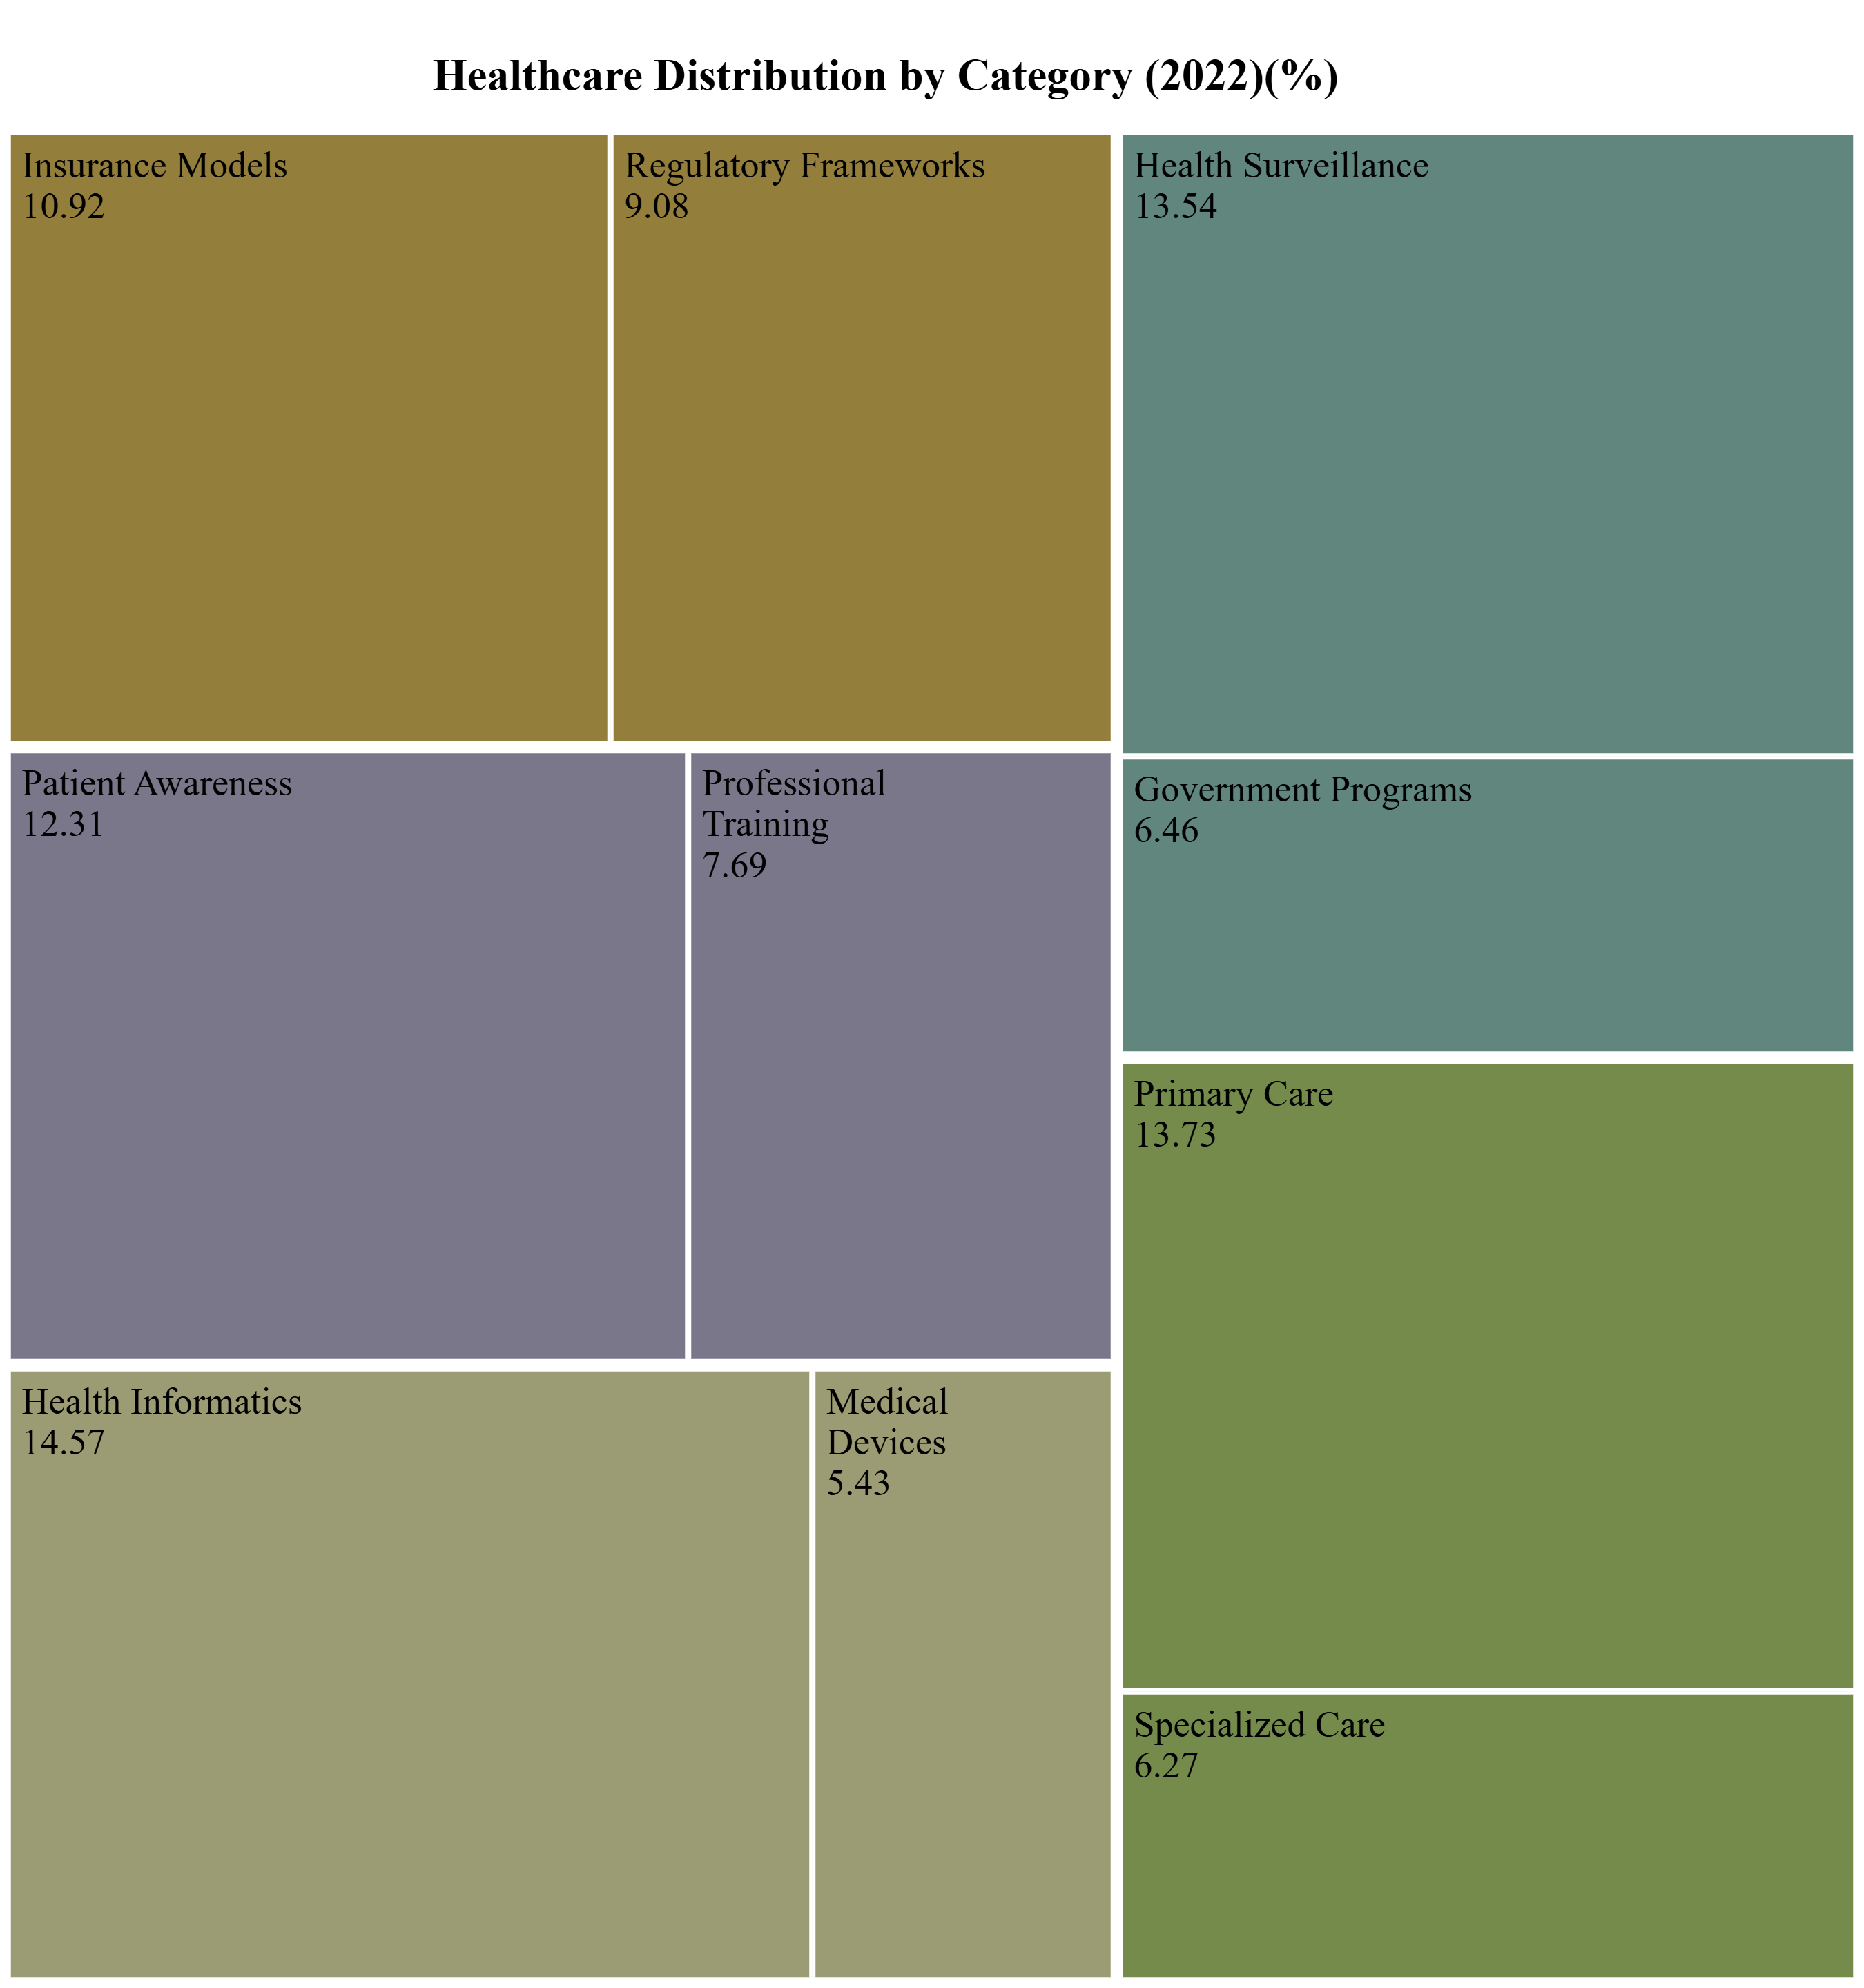 Healthcare Distribution by Category (2022)(%)
Insurance Models
10.92
Regulatory Frameworks
9.08
Health Surveillance
13.54
Patient Awareness
12.31
Professional
Training
7.69
Government Programs
6.46
Primary Care
13.73
Health Informatics
14.57
Medical
Devices
5.43
Specialized Care
6.27